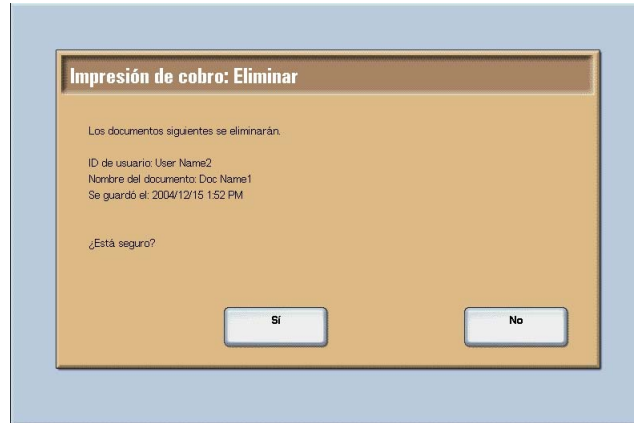 Impresión de cobro: Eliminar
Los documentos siguientes se eliminarán.
ID de usuario: User Name2
Nombre del documento: Doc Name1
Se guardó el: 2004/12/15 1:52 PM
¿Está seguro?
Sí
No